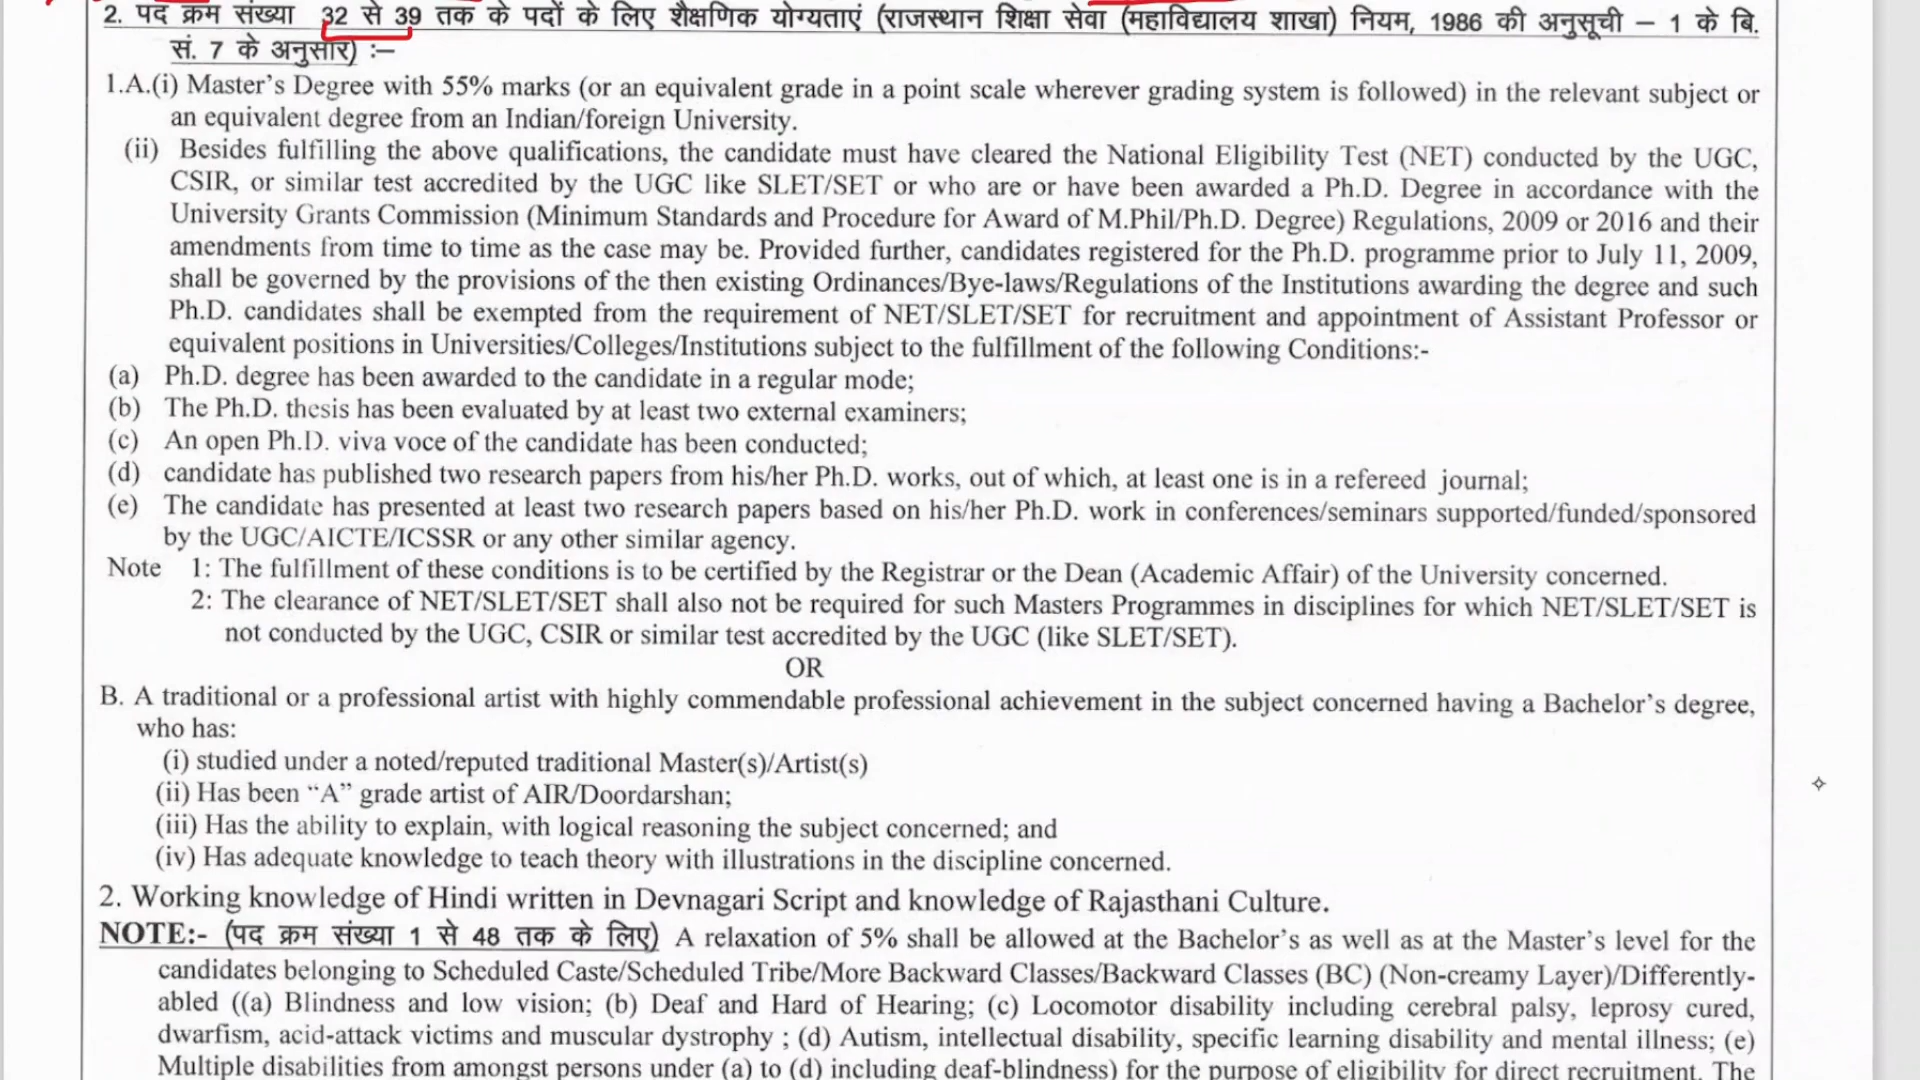 2. पद क्रम संख्या 32 से 39 तक के पदों के लिए शैक्षणिक योग्यताएं (राजस्थान शिक्षा सेवा (महाविद्यालय शाखा) नियम, 1986 की अनुसूची – 1 के बि.
सं. 7 के अनुसार) :–
1.A.(i) Master's Degree with 55% marks (or an equivalent grade in a point scale wherever grading system is followed) in the relevant subject or
an equivalent degree from an Indian/foreign University.
(ii) Besides fulfilling the above qualifications, the candidate must have cleared the National Eligibility Test (NET) conducted by the UGC,
CSIR, or similar test accredited by the UGC like SLET/SET or who are or have been awarded a Ph.D. Degree in accordance with the
University Grants Commission (Minimum Standards and Procedure for Award of M.Phil/Ph.D. Degree) Regulations, 2009 or 2016 and their
amendments from time to time as the case may be. Provided further, candidates registered for the Ph.D. programme prior to July 11, 2009,
shall be governed by the provisions of the then existing Ordinances/Bye-laws/Regulations of the Institutions awarding the degree and such
Ph.D. candidates shall be exempted from the requirement of NET/SLET/SET for recruitment and appointment of Assistant Professor or
equivalent positions in Universities/Colleges/Institutions subject to the fulfillment of the following Conditions:-
(a) Ph.D. degree has been awarded to the candidate in a regular mode;
(b) The Ph.D. thesis has been evaluated by at least two external examiners;
(c) An open Ph.D. viva voce of the candidate has been conducted;
(d) candidate has published two research papers from his/her Ph.D. works, out of which, at least one is in a refereed journal;
(e) The candidate has presented at least two research papers based on his/her Ph.D. work in conferences/seminars supported/funded/sponsored
by the UGC/AICTE/ICSSR or any other similar agency.
Note 1: The fulfillment of these conditions is to be certified by the Registrar or the Dean (Academic Affair) of the University concerned.
2: The clearance of NET/SLET/SET shall also not be required for such Masters Programmes in disciplines for which NET/SLET/SET is
not conducted by the UGC, CSIR or similar test accredited by the UGC (like SLET/SET).
OR
B. A traditional or a professional artist with highly commendable professional achievement in the subject concerned having a Bachelor's degree,
who has:
(i) studied under a noted/reputed traditional Master(s)/Artist(s)
(ii) Has been “A” grade artist of AIR/Doordarshan;
(iii) Has the ability to explain, with logical reasoning the subject concerned; and
(iv) Has adequate knowledge to teach theory with illustrations in the discipline concerned.
2. Working knowledge of Hindi written in Devnagari Script and knowledge of Rajasthani Culture.
NOTE:- (पद क्रम संख्या 1 से 48 तक के लिए) A relaxation of 5% shall be allowed at the Bachelor's as well as at the Master's level for the
candidates belonging to Scheduled Caste/Scheduled Tribe/More Backward Classes/Backward Classes (BC) (Non-creamy Layer)/Differently-
abled ((a) Blindness and low vision; (b) Deaf and Hard of Hearing; (c) Locomotor disability including cerebral palsy, leprosy cured,
dwarfism, acid-attack victims and muscular dystrophy ; (d) Autism, intellectual disability, specific learning disability and mental illness; (e)
Multiple disabilities from amongst persons under (a) to (d) including deaf-blindness) for the purpose of eligibility for direct recruitment. The